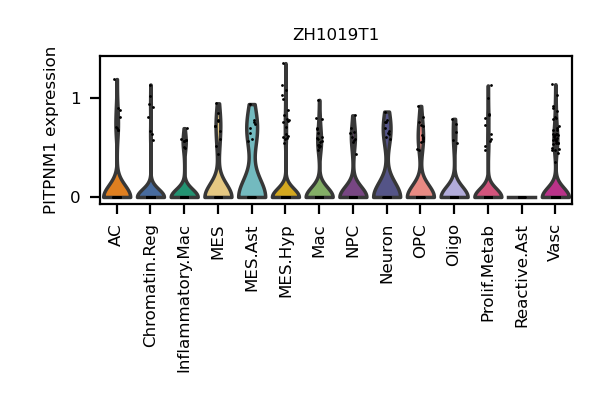 ZH1019T1
PITPNM1 expression
1
0
AC
Chromatin.Reg
Inflammatory.Mac
MES
MES.Ast
MES.Hyp
Mac
NPC
Neuron
OPC
Oligo
Prolif.Metab
Reactive.Ast
Vasc